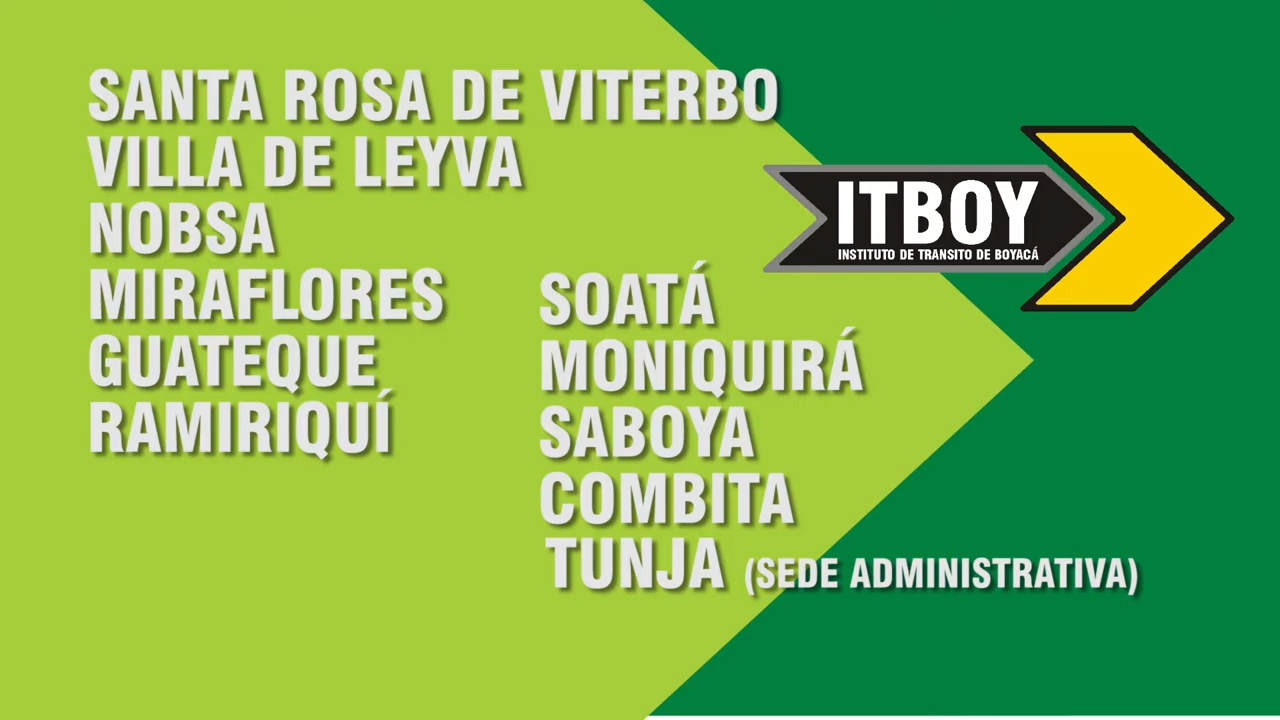 SANTA ROSA DE VITERBO
VILLA DE LEYVA
NOBSA
MIRAFLORES
GUATEQUE
RAMIRIQUÍ
SOATÁ
MONIQUIRÁ
SABOYA
COMBITA
TUNJA (SEDE ADMINISTRATIVA)
ITBOY
INSTITUTO DE TRANSITO DE BOYACÁ